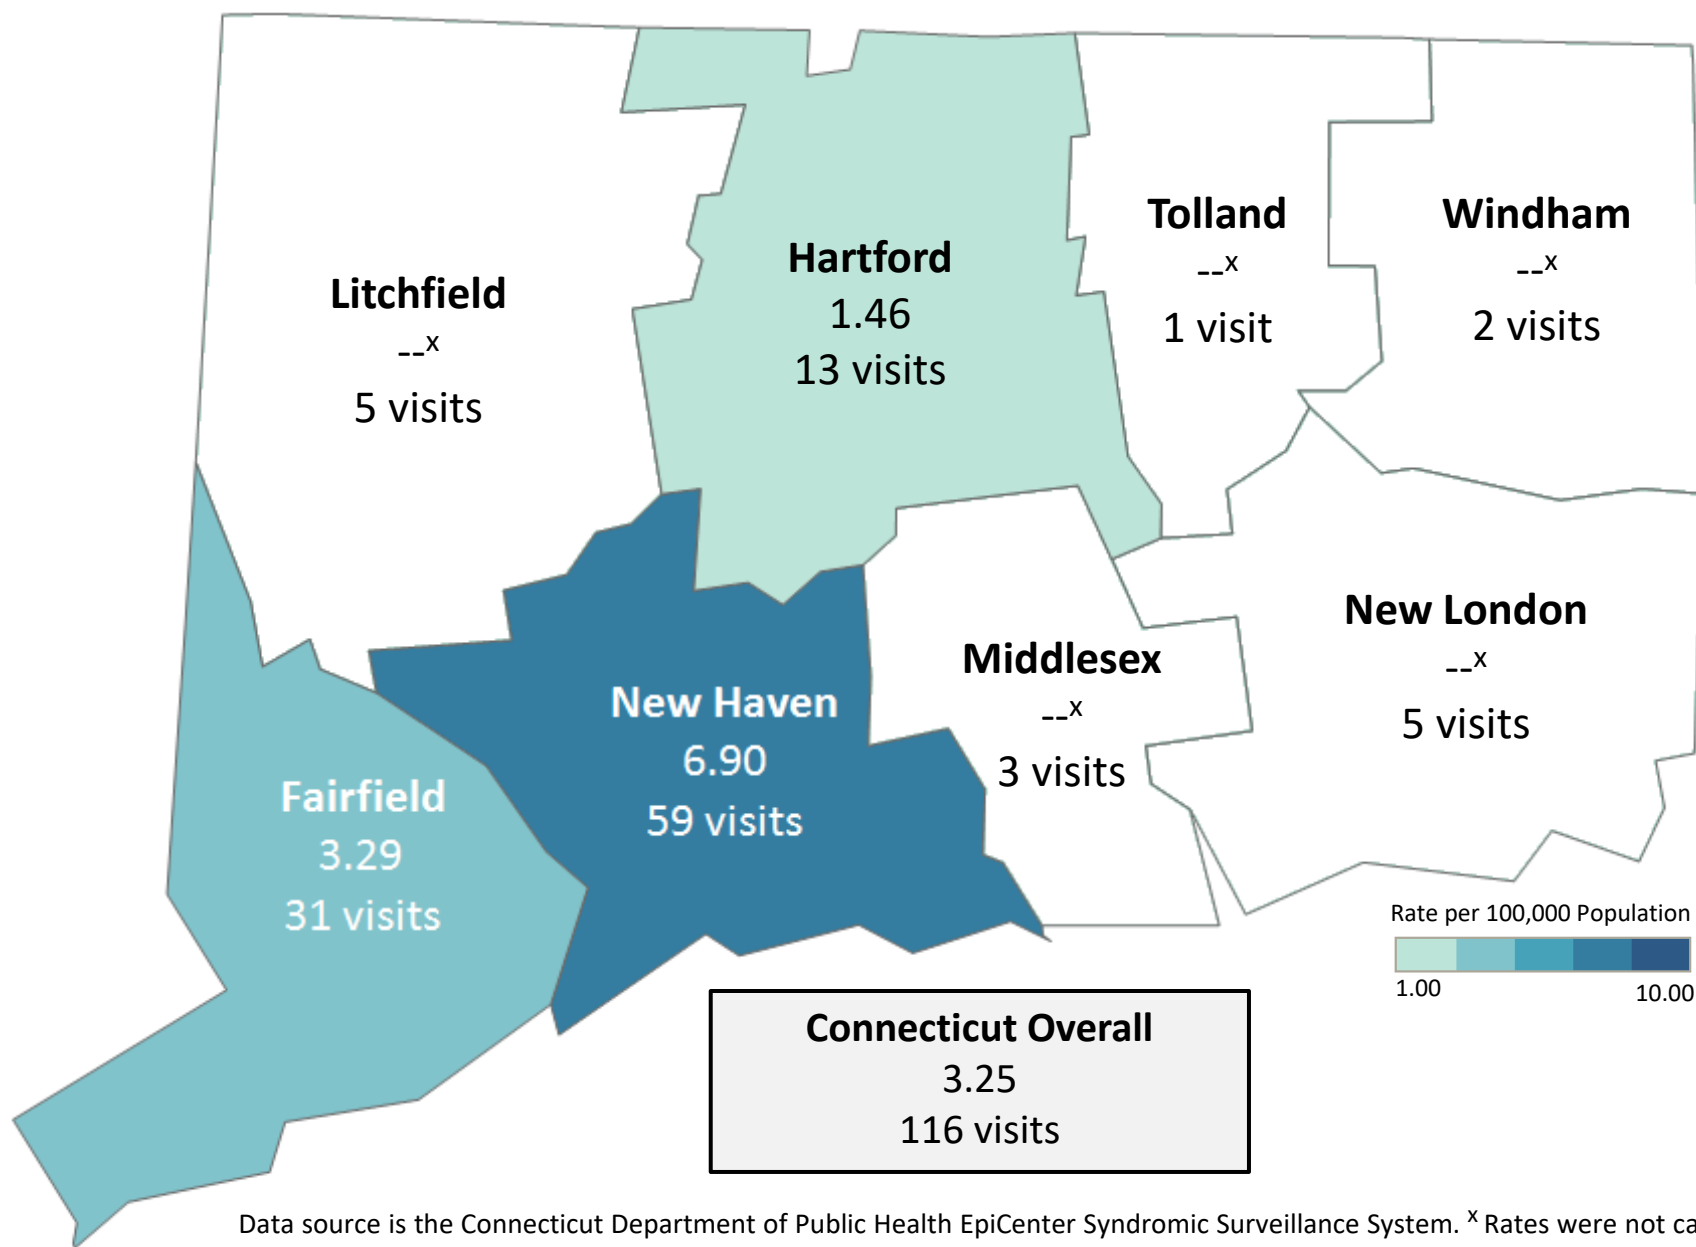 Litchfield
--x
5 visits
Hartford
1.46
13 visits
Tolland
--x
1 visit
Windham
--x
2 visits
Fairfield
3.29
31 visits
New Haven
6.90
59 visits
Middlesex
--x
3 visits
New London
--x
5 visits
Rate per 100,000 Population
1.00 10.00
Connecticut Overall
3.25
116 visits
Data source is the Connecticut Department of Public Health EpiCenter Syndromic Surveillance System. x Rates were not ca